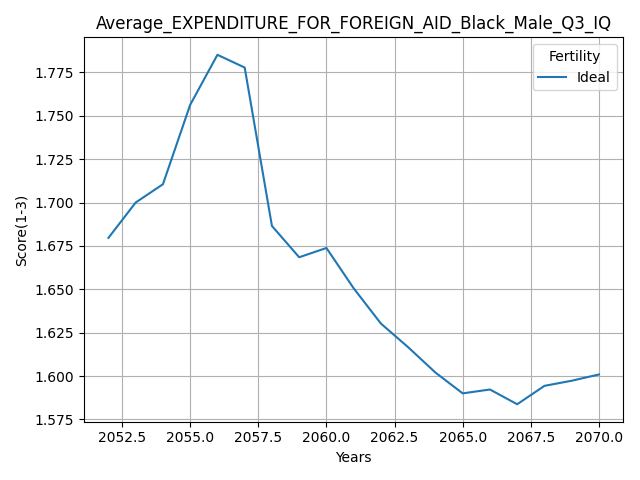 Average_EXPENDITURE_FOR_FOREIGN_AID_Black_Male_Q3_IQ
Fertility
Ideal
Score(1-3)
1.775
1.750
1.725
1.700
1.675
1.650
1.625
1.600
1.575
2052.5 2055.0 2057.5 2060.0 2062.5 2065.0 2067.5 2070.0
Years